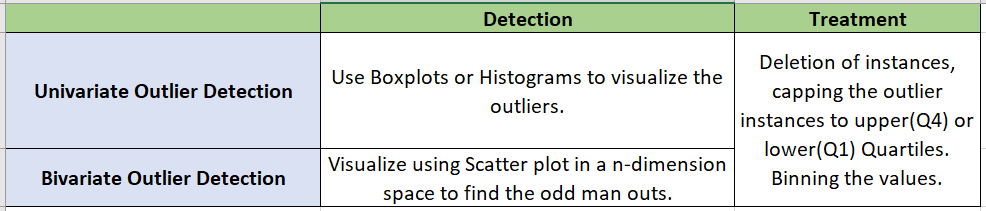 Detection
Treatment
Univariate Outlier Detection
Use Boxplots or Histograms to visualize the
outliers.
Deletion of instances,
capping the outlier
instances to upper(Q4) or
lower(Q1) Quartiles.
Binning the values.
Bivariate Outlier Detection
Visualize using Scatter plot in a n-dimension
space to find the odd man outs.